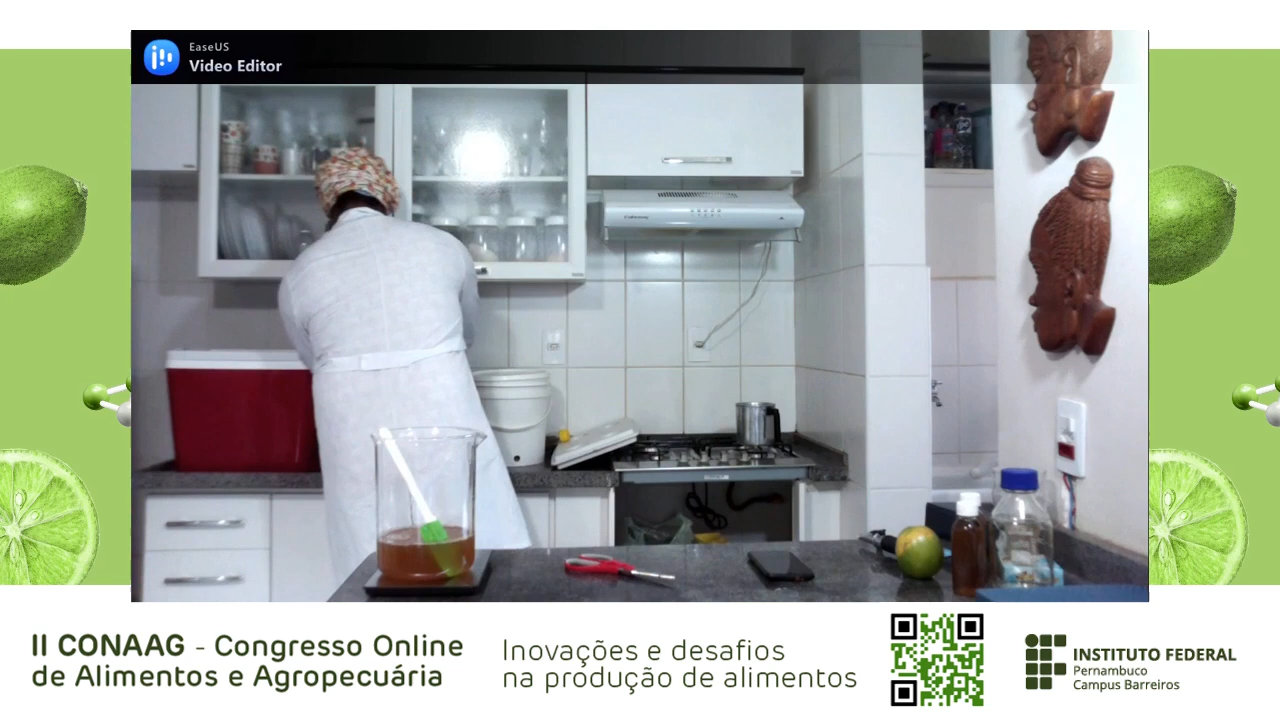 EaseUS
Video Editor
II CONAAG - Congresso Online
de Alimentos e Agropecuária
Inovações e desafios
na produção de alimentos
INSTITUTO FEDERAL
Pernambuco
Campus Barreiros